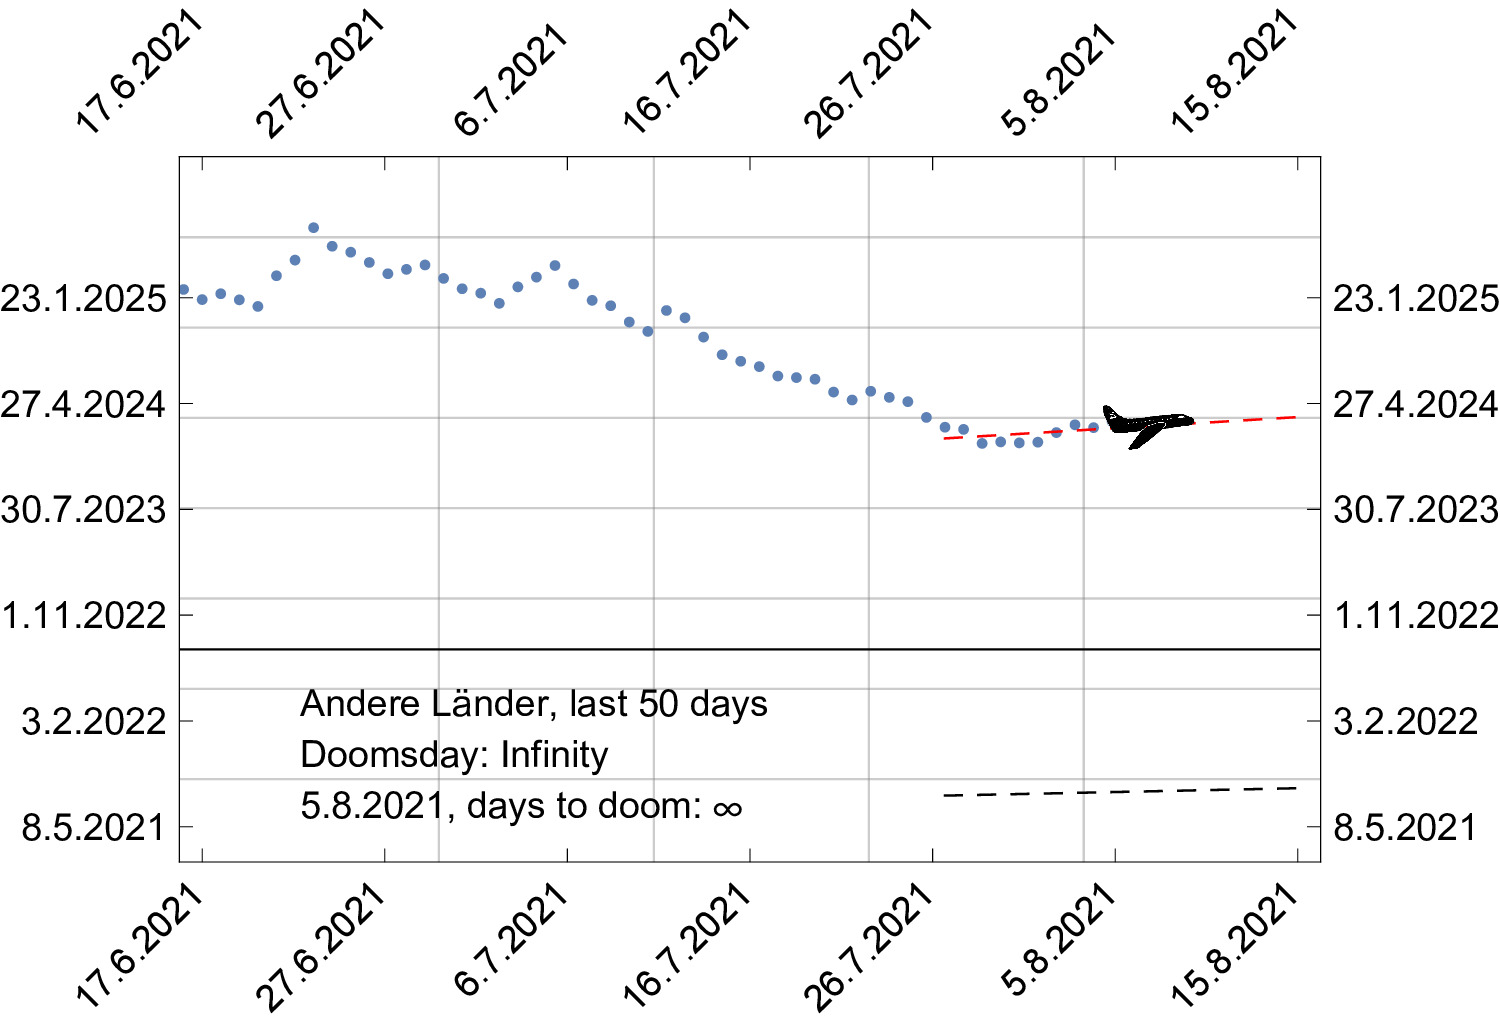 17.6.2021 27.6.2021 6.7.2021 16.7.2021 26.7.2021 5.8.2021 15.8.2021
23.1.2025 23.1.2025
27.4.2024 27.4.2024
30.7.2023 30.7.2023
1.11.2022 1.11.2022
Andere Länder, last 50 days
3.2.2022 3.2.2022
Doomsday: Infinity
5.8.2021, days to doom: ∞
8.5.2021 8.5.2021
17.6.2021 27.6.2021 6.7.2021 16.7.2021 26.7.2021 5.8.2021 15.8.2021